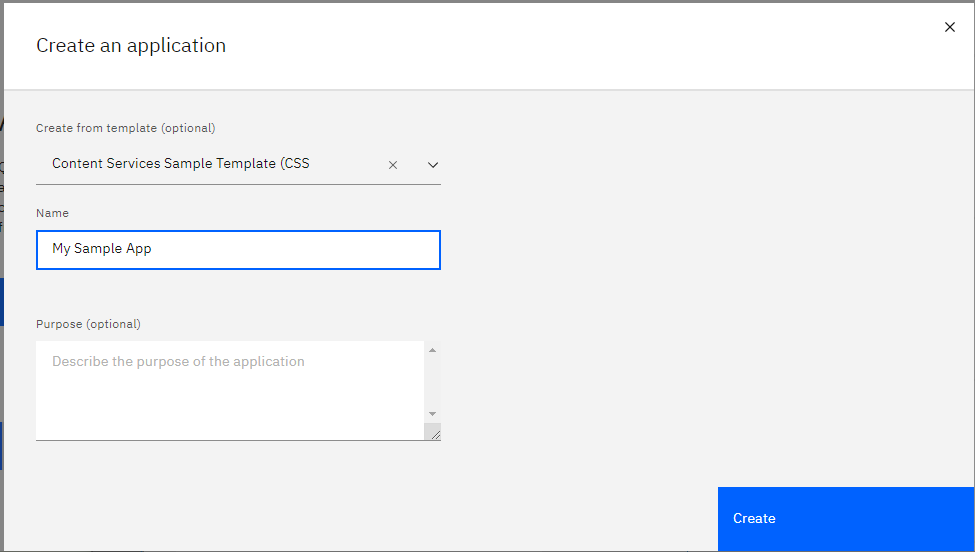 Create an application
Create from template (optional)
Content Services Sample Template (CSS
Name
My Sample App
Purpose (optional)
Describe the purpose of the application
Create